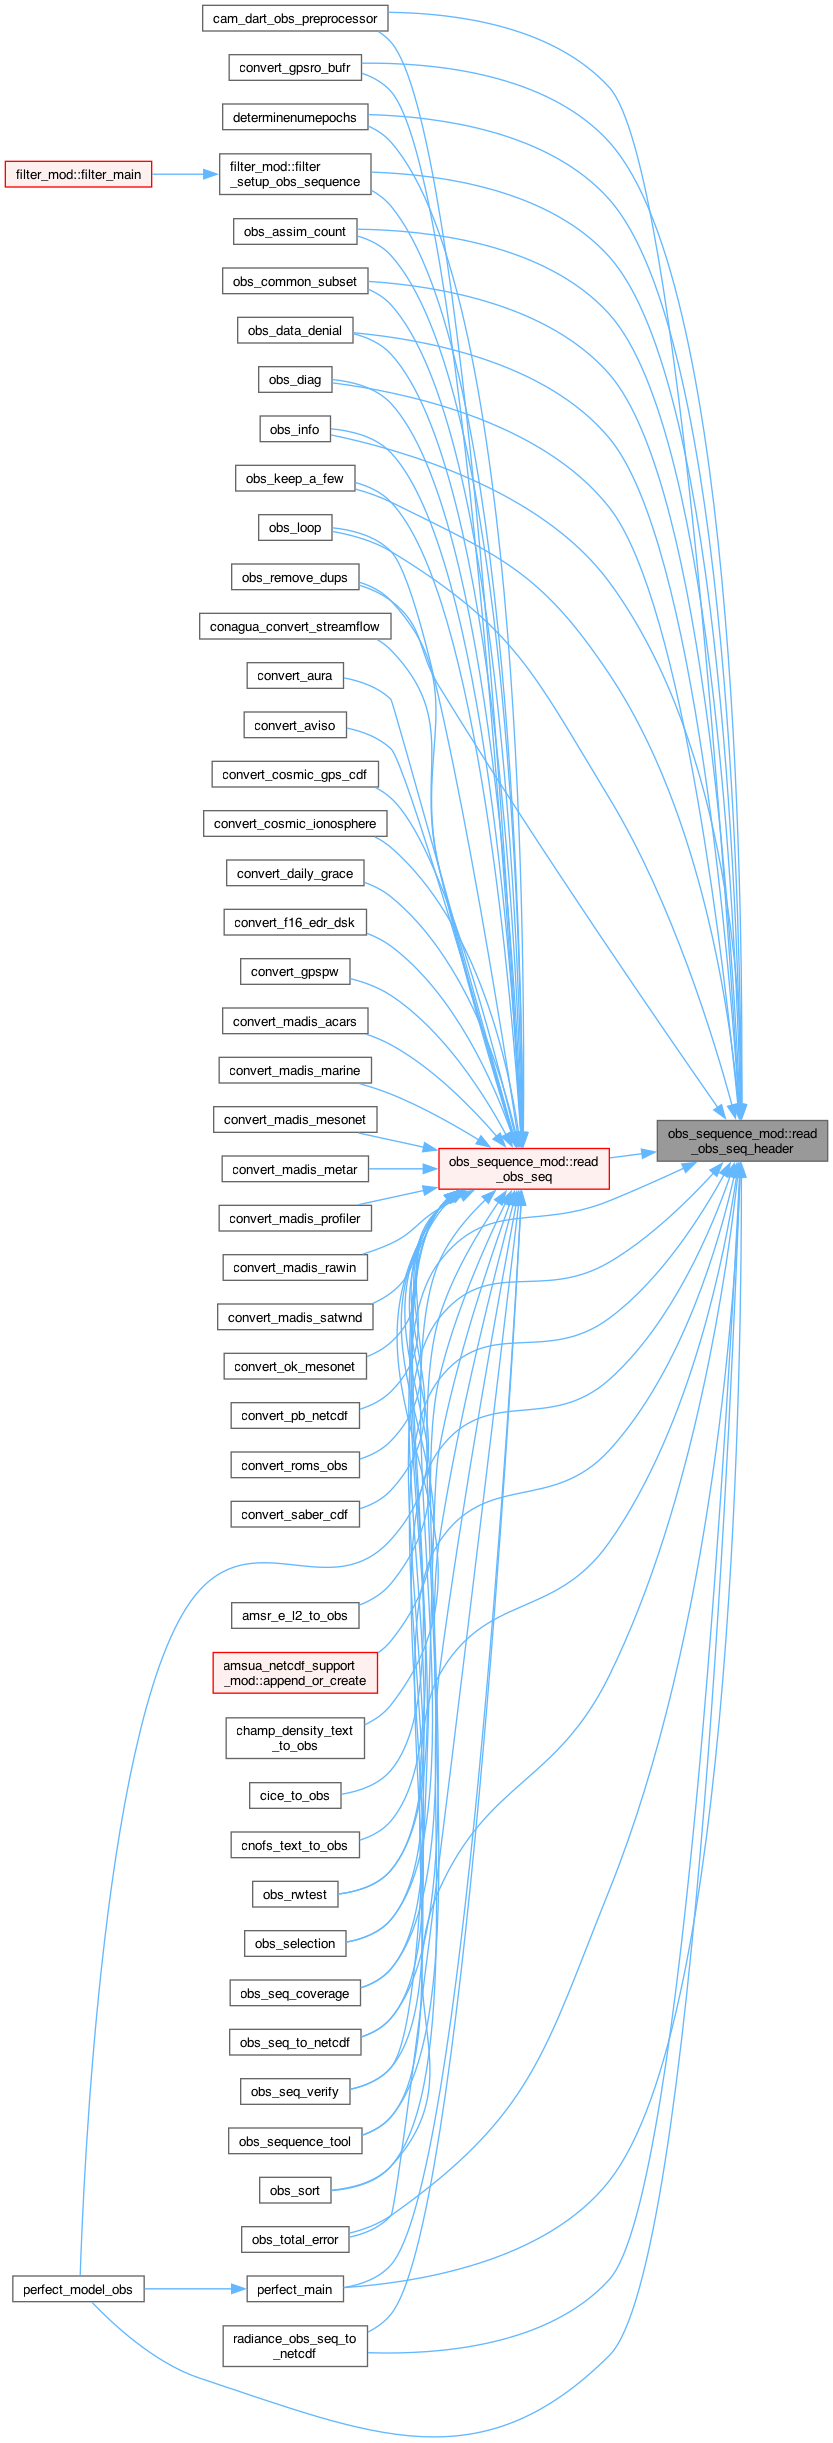 cam_dart_obs_preprocessor
convert_gpsro_bufr
determinenumepochs
filter_mod::filter_main
filter_mod::filter
_setup_obs_sequence
obs_assim_count
obs_common_subset
obs_data_denial
obs_diag
obs_info
obs_keep_a_few
obs_loop
obs_remove_dups
conagua_convert_streamflow
convert_aura
convert_aviso
convert_cosmic_gps_cdf
convert_cosmic_ionosphere
convert_daily_grace
convert_f16_edr_dsk
convert_gpspw
convert_madis_acars
convert_madis_marine
convert_madis_mesonet
obs_sequence_mod::read
_obs_seq_header
obs_sequence_mod::read
_obs_seq
convert_madis_metar
convert_madis_profiler
convert_madis_rawin
convert_madis_satwnd
convert_ok_mesonet
convert_pb_netcdf
convert_roms_obs
convert_saber_cdf
amsr_e_l2_to_obs
amsua_netcdf_support
_mod::append_or_create
champ_density_text
_to_obs
cice_to_obs
cnofs_text_to_obs
obs_rwtest
obs_selection
obs_seq_coverage
obs_seq_to_netcdf
obs_seq_verify
obs_sequence_tool
obs_sort
obs_total_error
perfect_model_obs
perfect_main
radiance_obs_seq_to
_netcdf